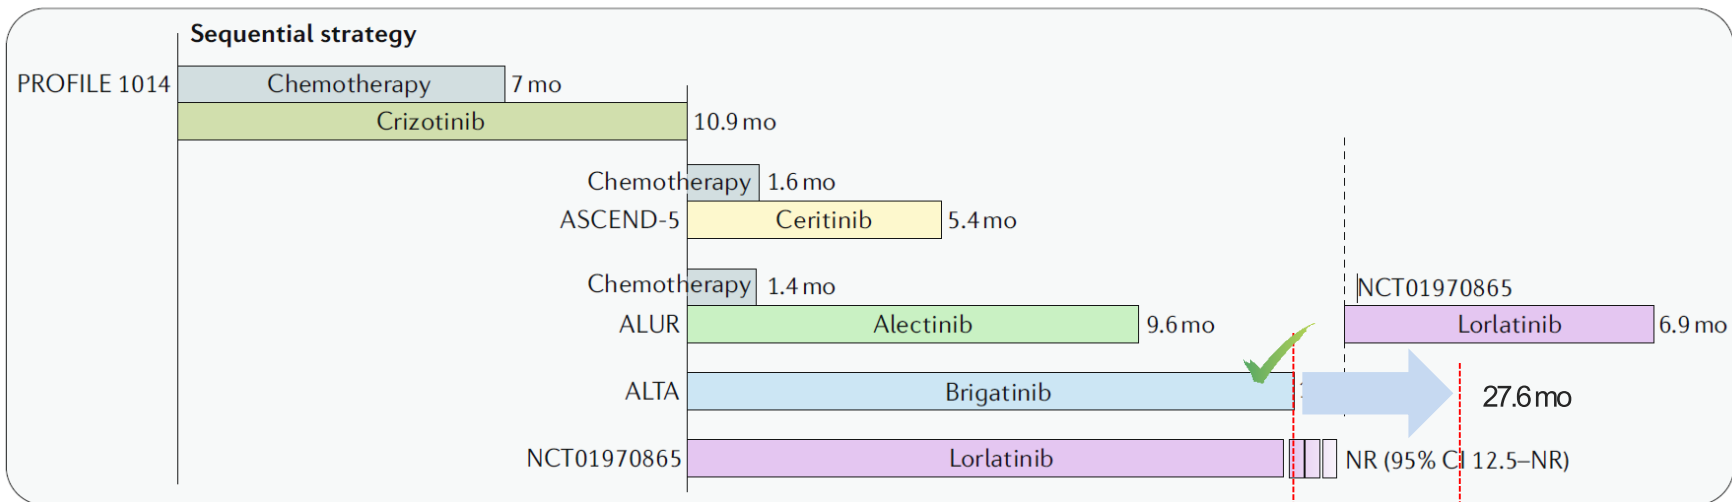 Sequential strategy
PROFILE 1014
Chemotherapy
7 mo
Crizotinib
10.9 mo
Chemotherapy
1.6 mo
ASCEND-5
Ceritinib
5.4 mo
Chemotherapy
1.4 mo
NCT01970865
ALUR
Alectinib
9.6 mo
Lorlatinib
6.9 mo
ALTA
Brigatinib
27.6 mo
NCT01970865
Lorlatinib
NR (95% CI 12.5–NR)